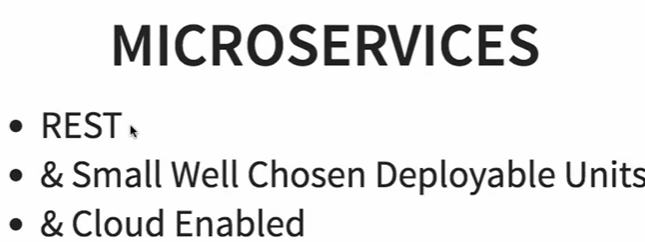 MICROSERVICES
• REST
• & Small Well Chosen Deployable Units
• & Cloud Enabled